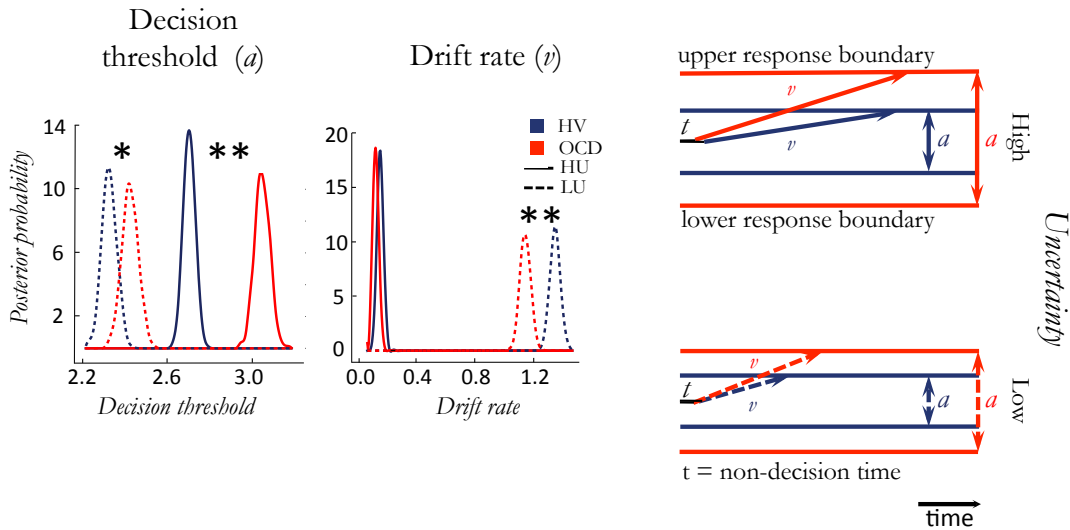 Decision
threshold (a)
Posterior probability
14
10
6
2
2.2
2.6
3.0
Decision threshold
*
**
Drift rate (v)
20
15
10
5
0
0.0
0.4
0.8
1.2
Drift rate
HV
OCD
HU
LU
**
upper response boundary
v
t
v
a
a
High
lower response boundary
Uncertainty
v
t
v
a
a
Low
t = non-decision time
time